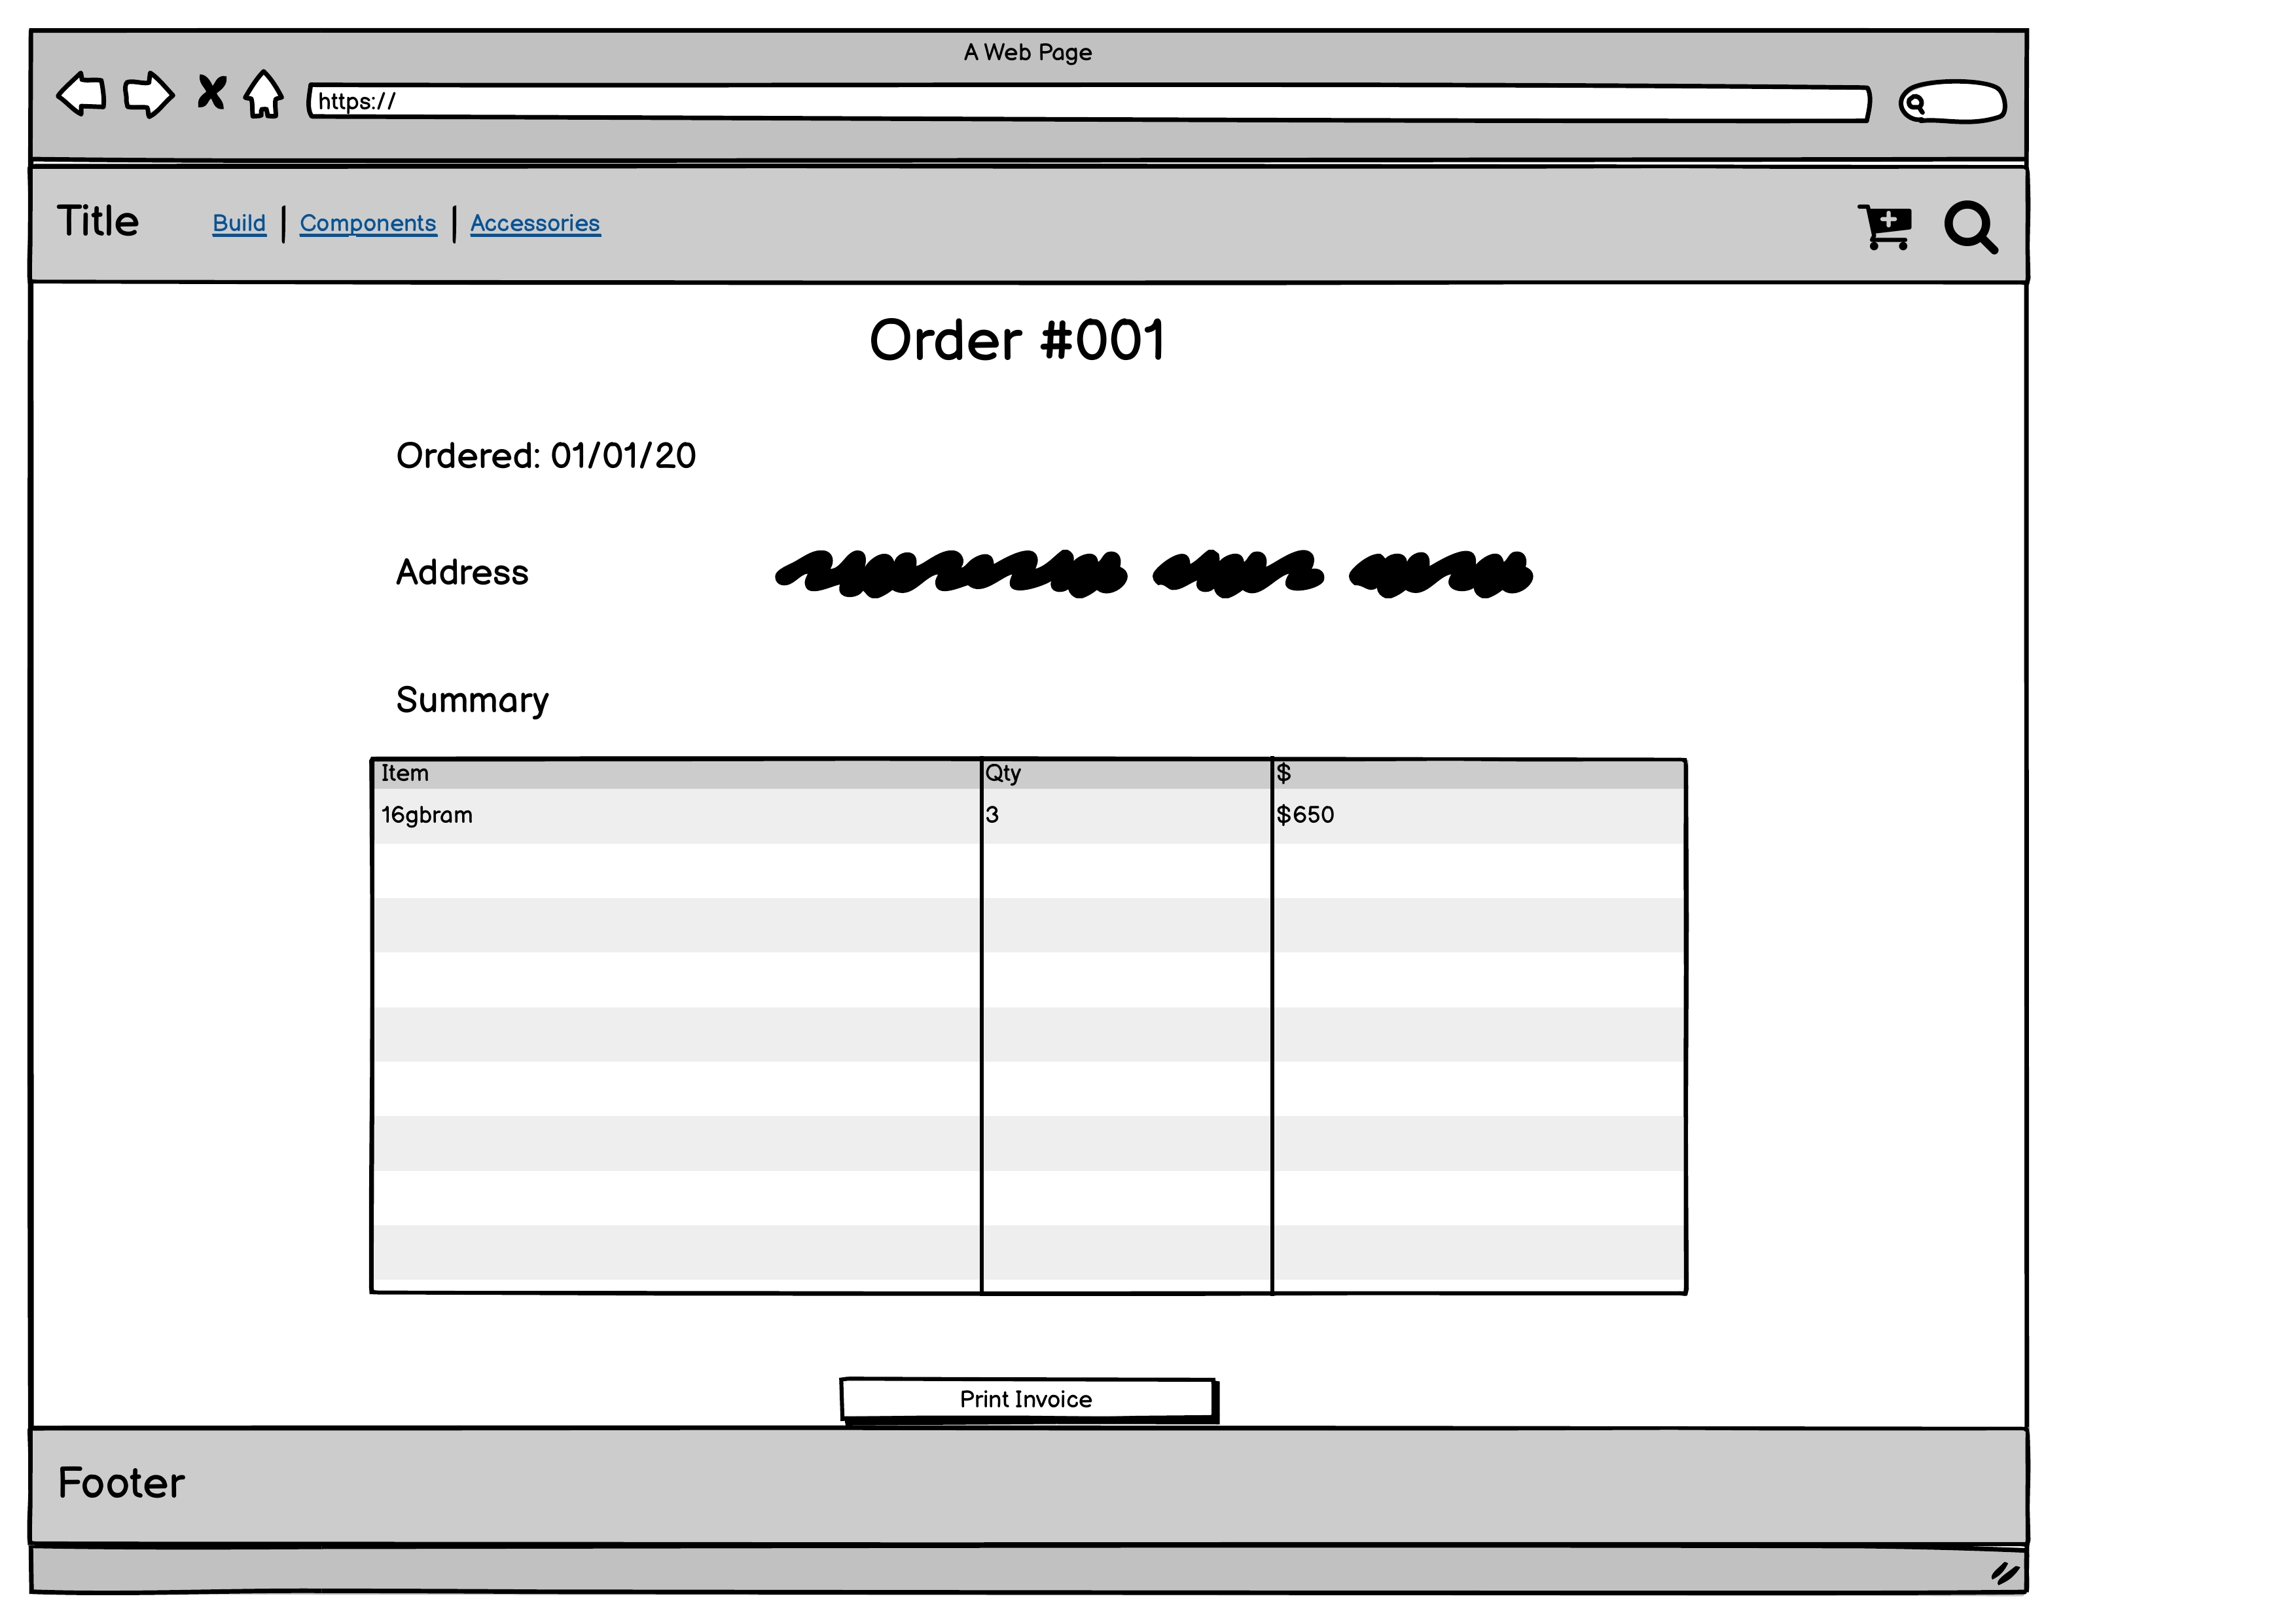 A Web Page
https://
Title Build | Components | Accessories
Order #001
Ordered: 01/01/20
Address
Summary
Item Qty $
16gbram 3 $650
Print Invoice
Footer